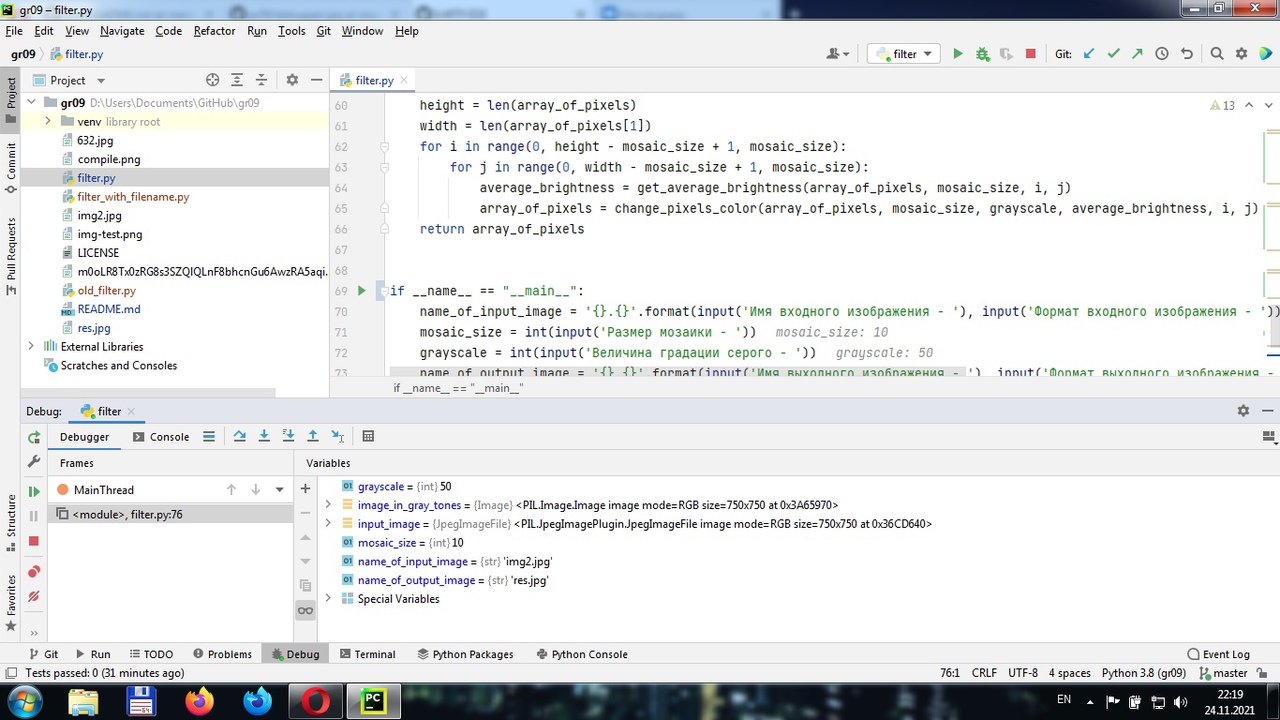 gr09 – filter.py
File Edit View Navigate Code Refactor Run Tools Git Window Help
gr09 filter.py
filter
Git:
Project
filter.py
gr09 D:\Users\Documents\GitHub\gr09
venv library root
632.jpg
compile.png
filter.py
filter_with_filename.py
img2.jpg
img-test.png
LICENSE
m0oLR8Tx0zRG8s3SZQIQLnF8bhcnGu6AwzRA5aqi.
old_filter.py
README.md
res.jpg
External Libraries
Scratches and Consoles
Project
Commit
Pull Requests
Structure
Favorites
13
60 height = len(array_of_pixels)
61 width = len(array_of_pixels[1])
62 for i in range(0, height - mosaic_size + 1, mosaic_size):
63 for j in range(0, width - mosaic_size + 1, mosaic_size):
64 average_brightness = get_average_brightness(array_of_pixels, mosaic_size, i, j)
65 array_of_pixels = change_pixels_color(array_of_pixels, mosaic_size, grayscale, average_brightness, i, j)
66 return array_of_pixels
67
68
69 if __name__ == "__main__":
70 name_of_input_image = '{}.{}'.format(input('Имя входного изображения - '), input('Формат входного изображения - '))
71 mosaic_size = int(input('Размер мозаики - ')) mosaic_size: 10
72 grayscale = int(input('Величина градации серого - ')) grayscale: 50
73 name_of_output_image = '{}.{}'.format(input('Имя выходного изображения - '), input('Формат выходного изображения -
if __name__ == "__main__"
Debug: filter
Debugger Console
Frames Variables
MainThread
<module>, filter.py:76
grayscale = {int} 50
image_in_gray_tones = {Image} <PIL.Image.Image image mode=RGB size=750x750 at 0x3A65970>
input_image = {JpegImageFile} <PIL.JpegImagePlugin.JpegImageFile image mode=RGB size=750x750 at 0x36CD640>
mosaic_size = {int} 10
name_of_input_image = {str} 'img2.jpg'
name_of_output_image = {str} 'res.jpg'
Special Variables
Git Run TODO Problems Debug Terminal Python Packages Python Console Event Log
Tests passed: 0 (31 minutes ago) 76:1 CRLF UTF-8 4 spaces Python 3.8 (gr09) master
PC
EN
22:19
24.11.2021